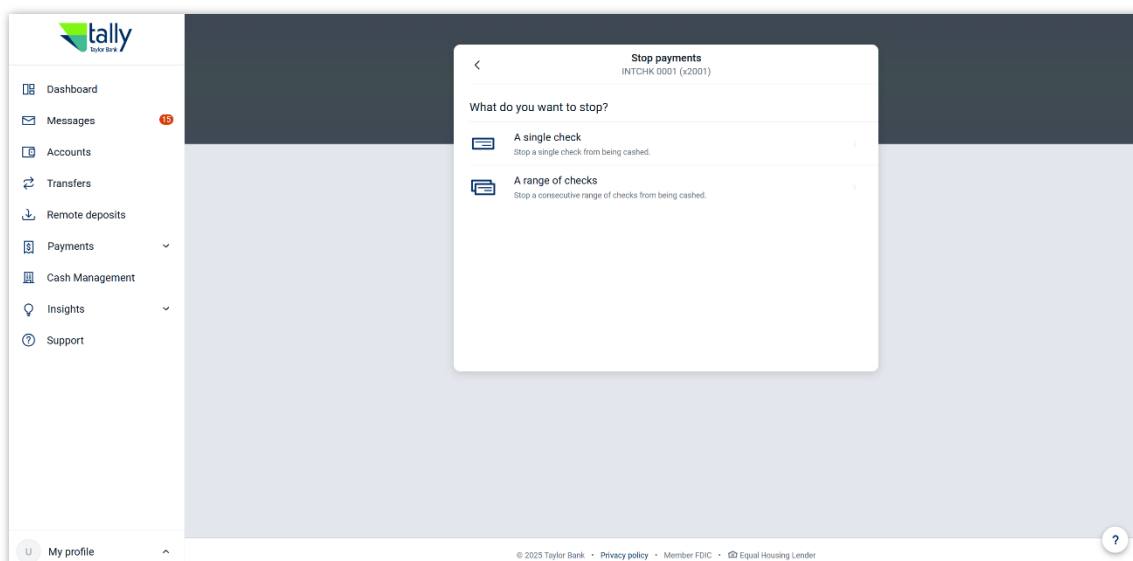 tally
Taylor Bank
Dashboard
Messages 15
Accounts
Transfers
Remote deposits
Payments
Cash Management
Insights
Support
U My profile
Stop payments
INTCHK 0001 (x2001)
What do you want to stop?
A single check
Stop a single check from being cashed.
A range of checks
Stop a consecutive range of checks from being cashed.
© 2025 Taylor Bank • Privacy policy • Member FDIC • Equal Housing Lender
?